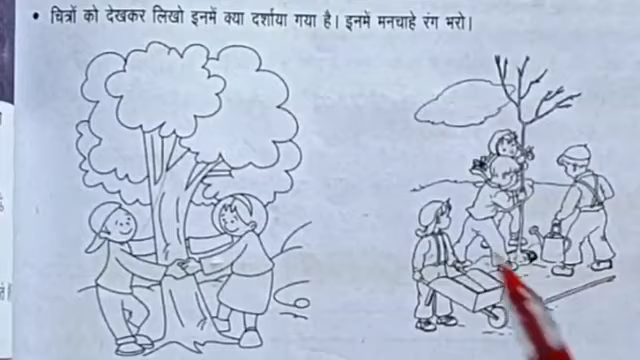 • चित्रों को देखकर लिखो इनमें क्या दर्शाया गया है। इनमें मनचाहे रंग भरो।